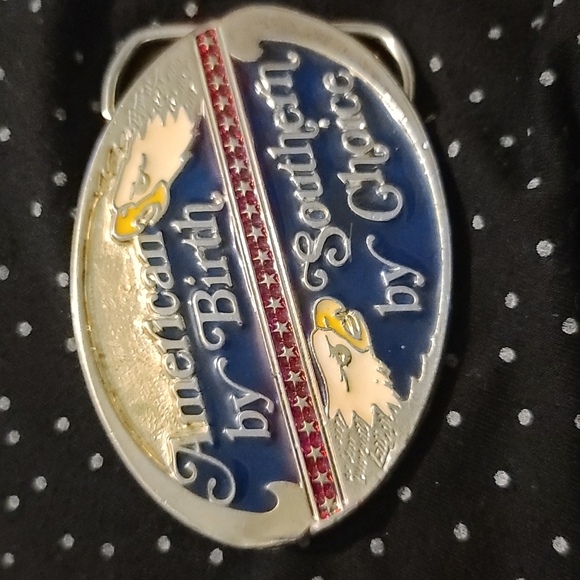 American
by Birth
Southern
by Choice